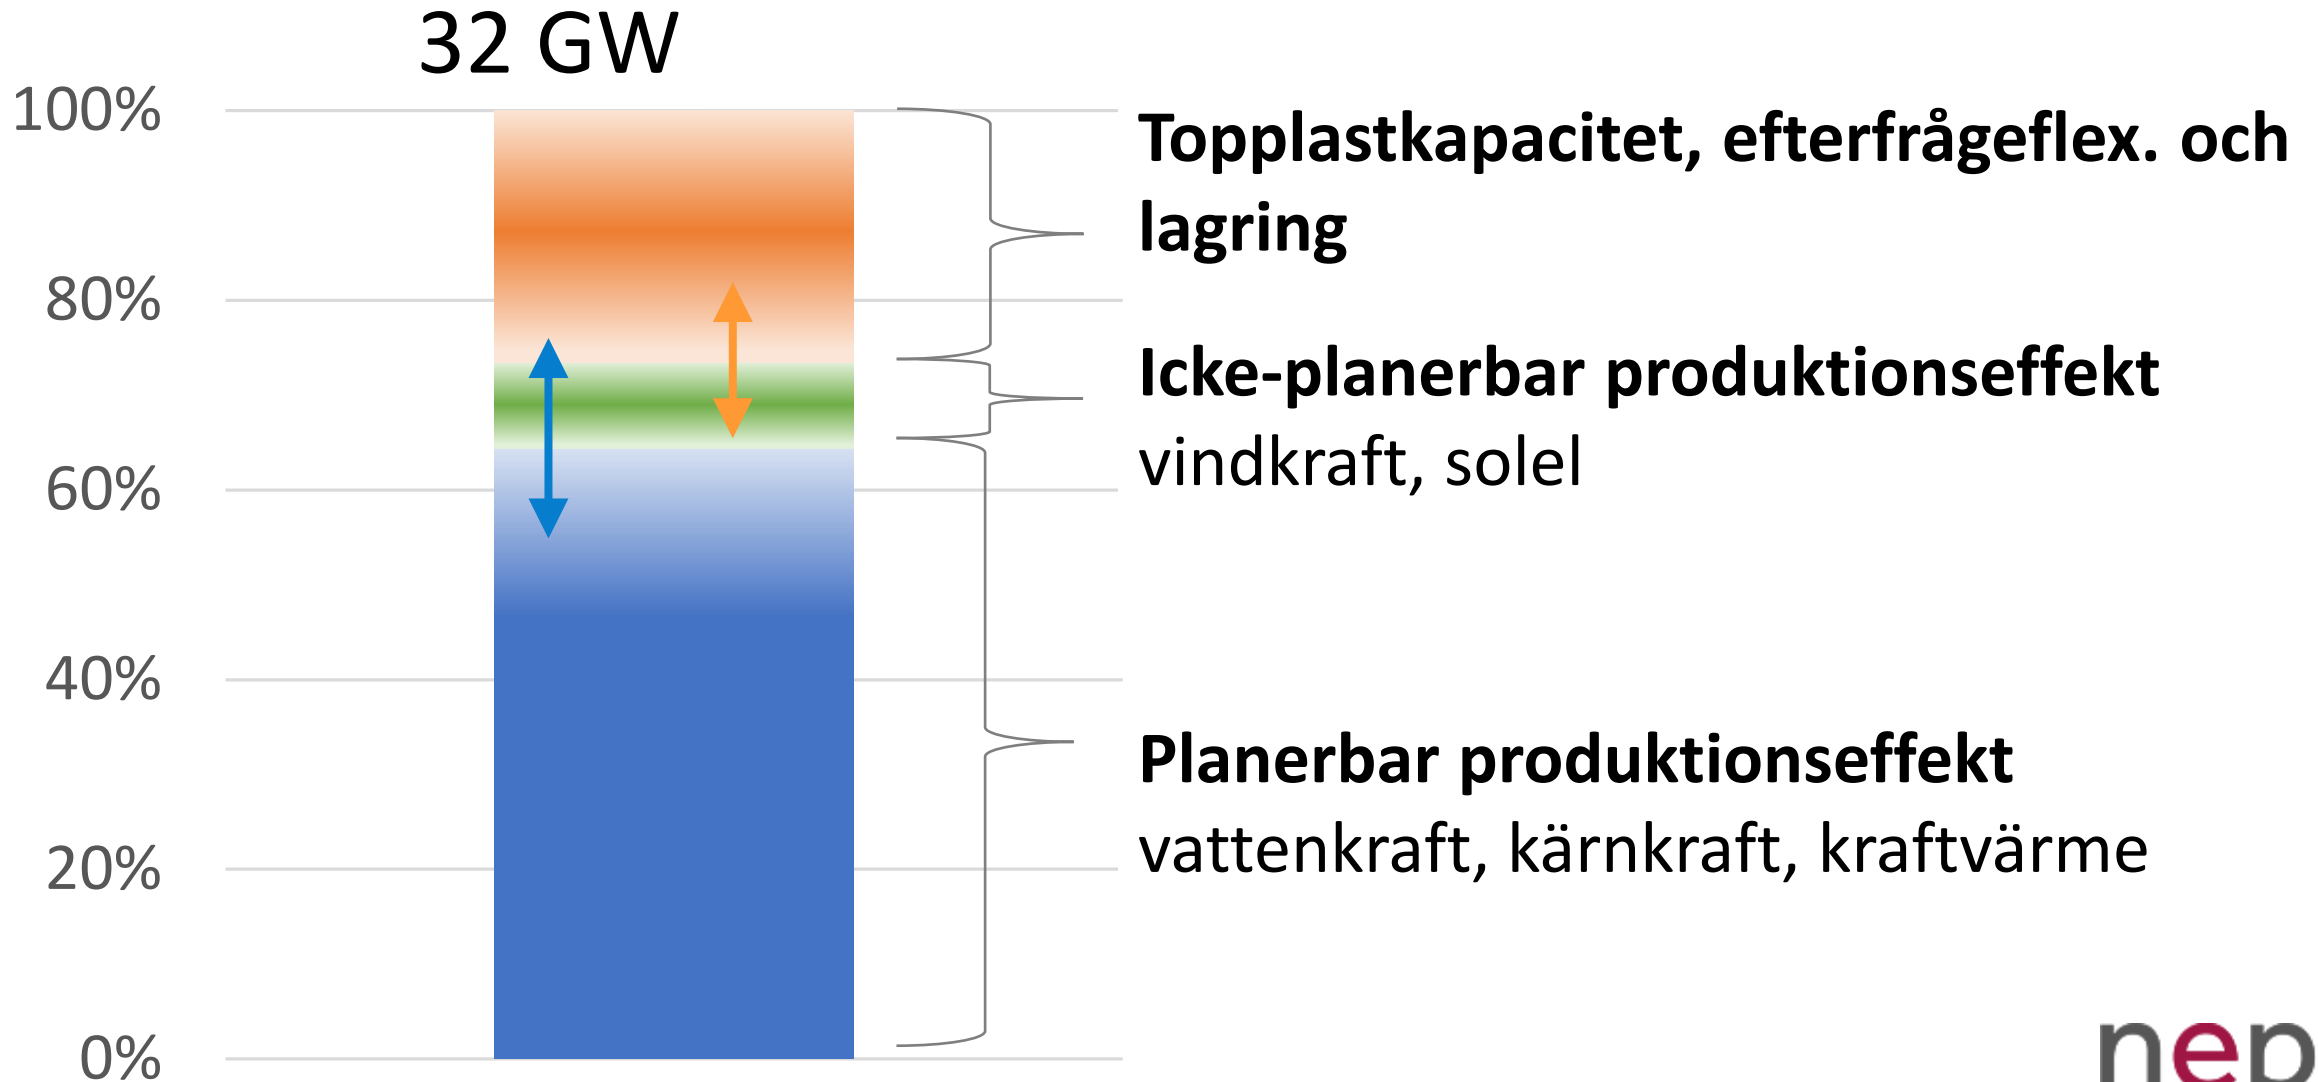 32 GW
100%
80%
60%
40%
20%
0%
Topplastkapacitet, efterfrågeflex. och
lagring
Icke-planerbar produktionseffekt
vindkraft, solel
Planerbar produktionseffekt
vattenkraft, kärnkraft, kraftvärme
nep